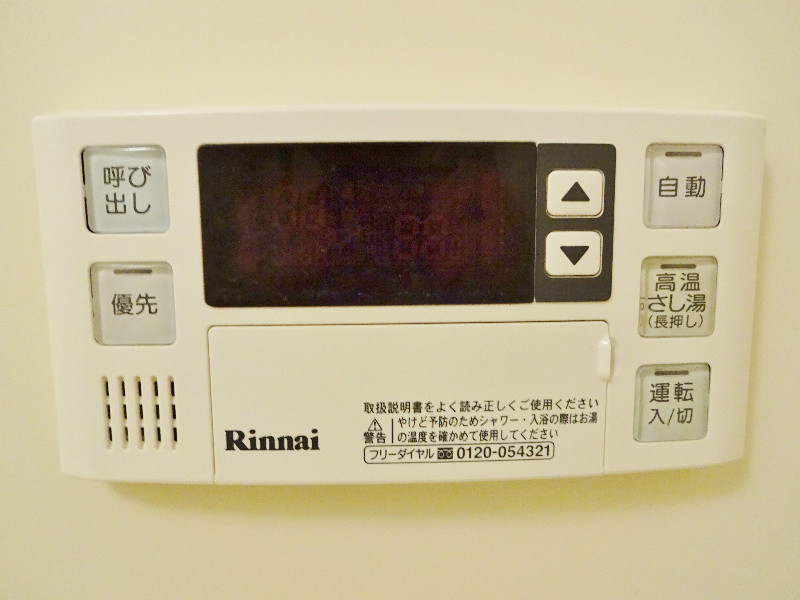 呼び
出し
優先
自動
高温
さし湯
(長押し)
運転
入/切
Rinnai
取扱説明書をよく読み正しくご使用ください
警告
やけど予防のためシャワー・入浴の際はお湯
の温度を確かめて使用してください
フリーダイヤル 0120-054321